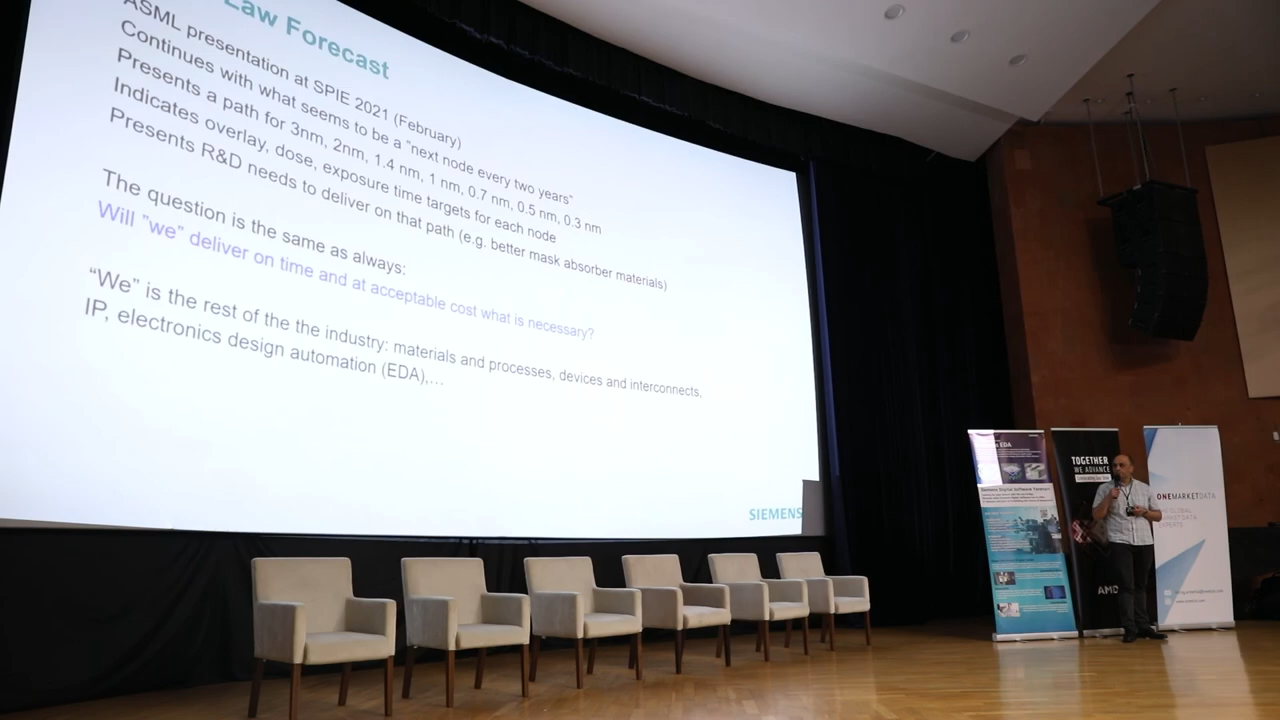 Law Forecast
ASML presentation at SPIE 2021 (February)
Continues with what seems to be a "next node every two years"
Presents a path for 3nm, 2nm, 1.4 nm, 1 nm, 0.7 nm, 0.5 nm, 0.3 nm
Indicates overlay, dose, exposure time targets for each node
Presents R&D needs to deliver on that path (e.g. better mask absorber materials)
The question is the same as always:
Will "we" deliver on time and at acceptable cost what is necessary?
“We” is the rest of the the industry: materials and processes, devices and interconnects,
IP, electronics design automation (EDA),…
SIEMENS
EDA
TOGETHER
WE ADVANCE_
AMD
ONEMARKETDATA